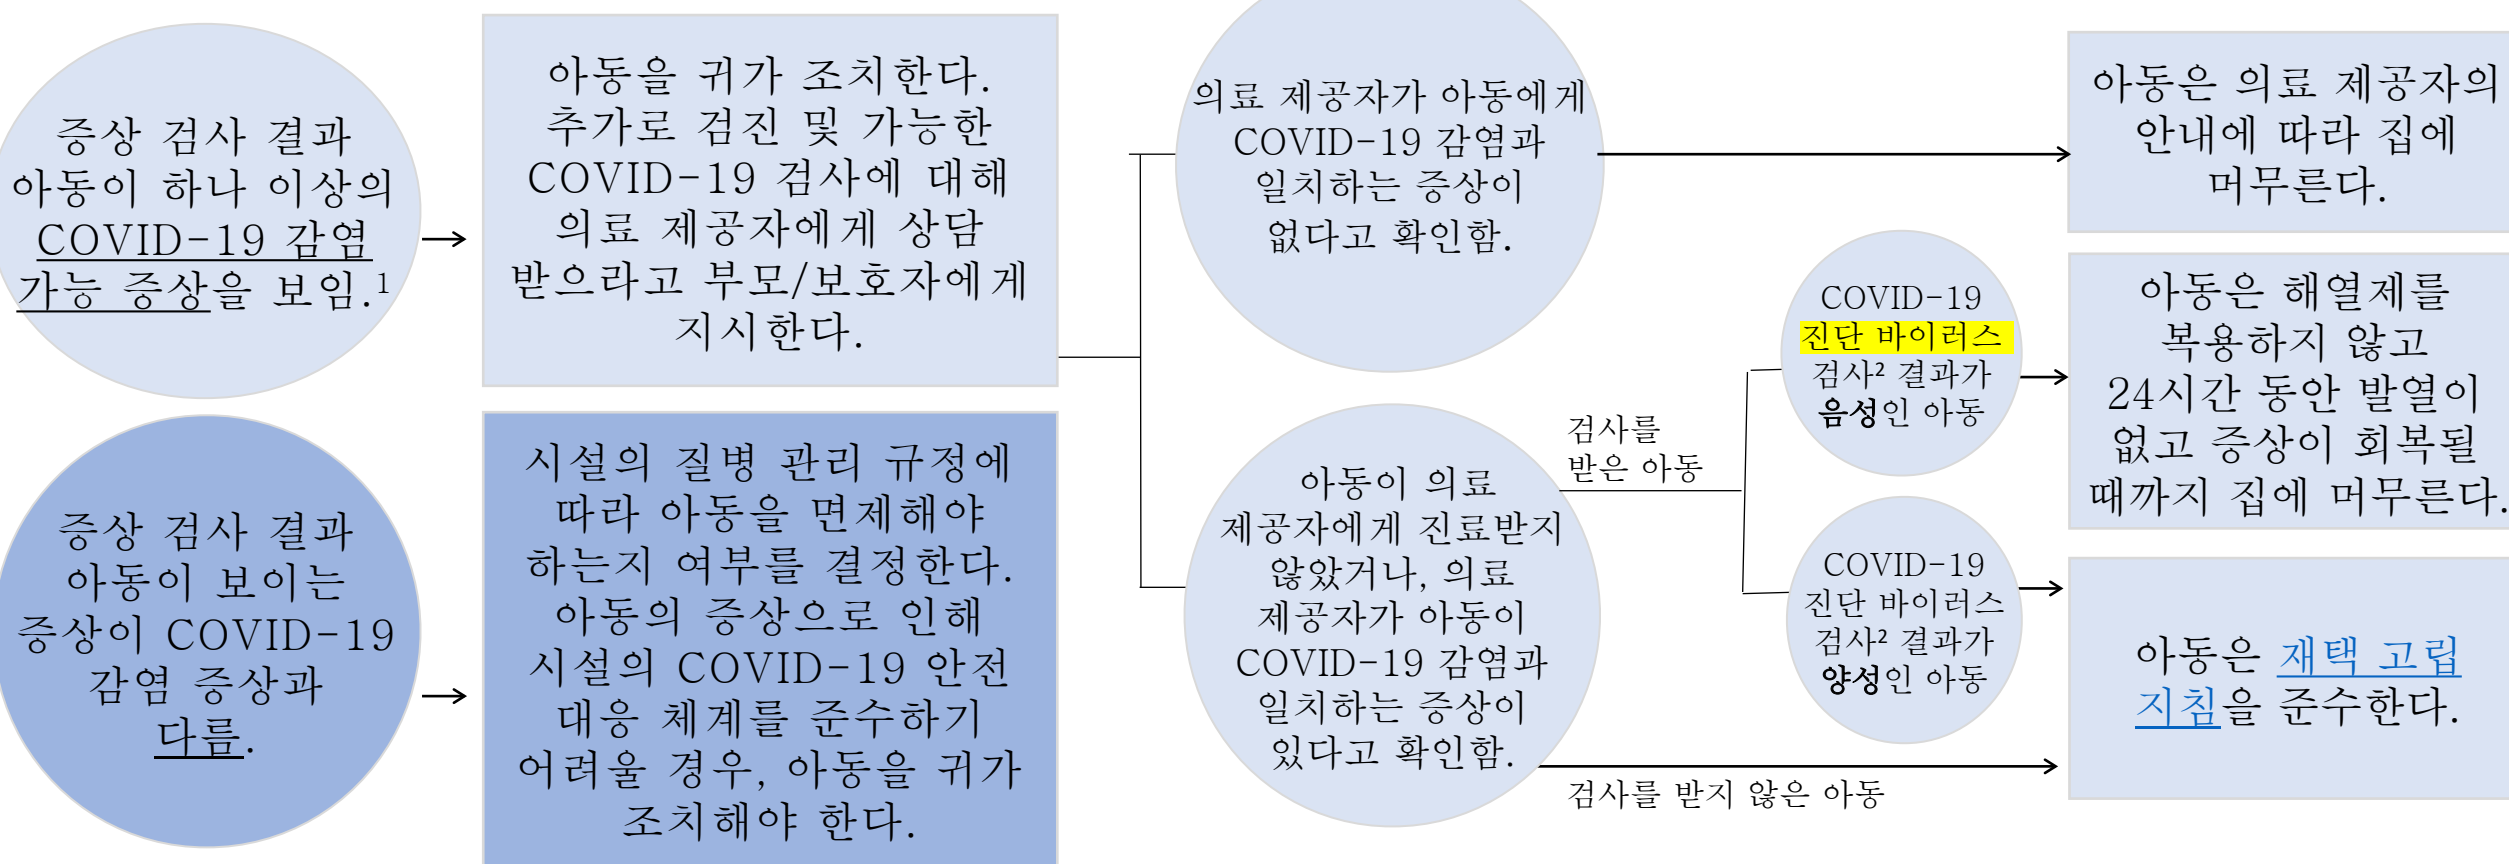 증상 검사 결과
아동이 하나 이상의
COVID-19 감염
가능 증상을 보임.¹
아동을 귀가 조치한다.
추가로 검진 및 가능한
COVID-19 검사에 대해
의료 제공자에게 상담
받으라고 부모/보호자에게
지시한다.
의료 제공자가 아동에게
COVID-19 감염과
일치하는 증상이
없다고 확인함.
아동은 의료 제공자의
안내에 따라 집에
머무른다.
COVID-19
진단 바이러스
검사² 결과가
음성인 아동
아동은 해열제를
복용하지 않고
24시간 동안 발열이
없고 증상이 회복될
때까지 집에 머무른다.
검사를
받은 아동
증상 검사 결과
아동이 보이는
증상이 COVID-19
감염 증상과
다름.
시설의 질병 관리 규정에
따라 아동을 면제해야
하는지 여부를 결정한다.
아동의 증상으로 인해
시설의 COVID-19 안전
대응 체계를 준수하기
어려울 경우, 아동을 귀가
조치해야 한다.
아동이 의료
제공자에게 진료받지
않았거나, 의료
제공자가 아동이
COVID-19 감염과
일치하는 증상이
있다고 확인함.
COVID-19
진단 바이러스
검사² 결과가
양성인 아동
아동은 재택 고립
지침을 준수한다.
검사를 받지 않은 아동